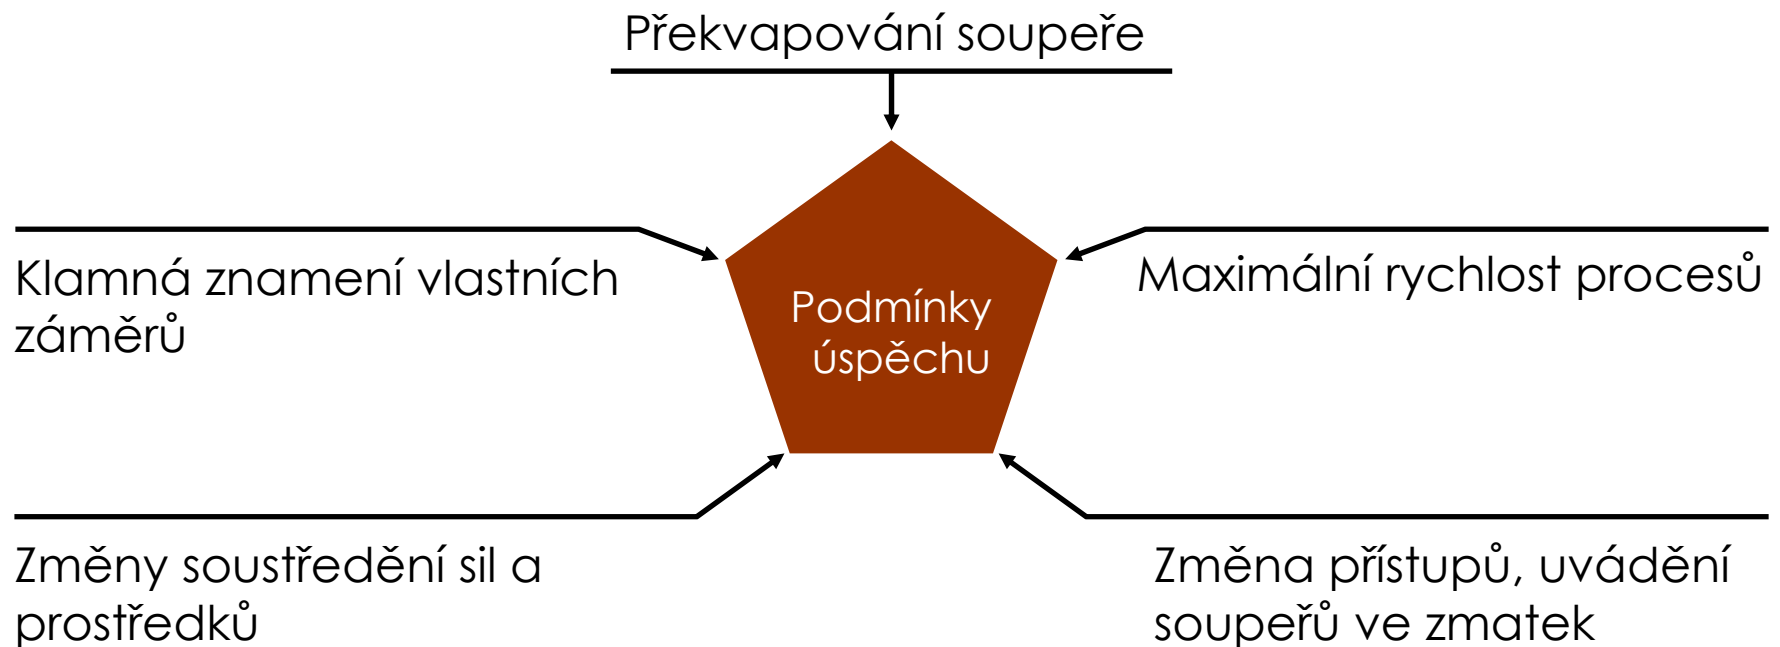 Překvapování soupeře
Klamná znamení vlastních
záměrů
Maximální rychlost procesů
Podmínky
úspěchu
Změny soustředění sil a
prostředků
Změna přístupů, uvádění
soupeřů ve zmatek